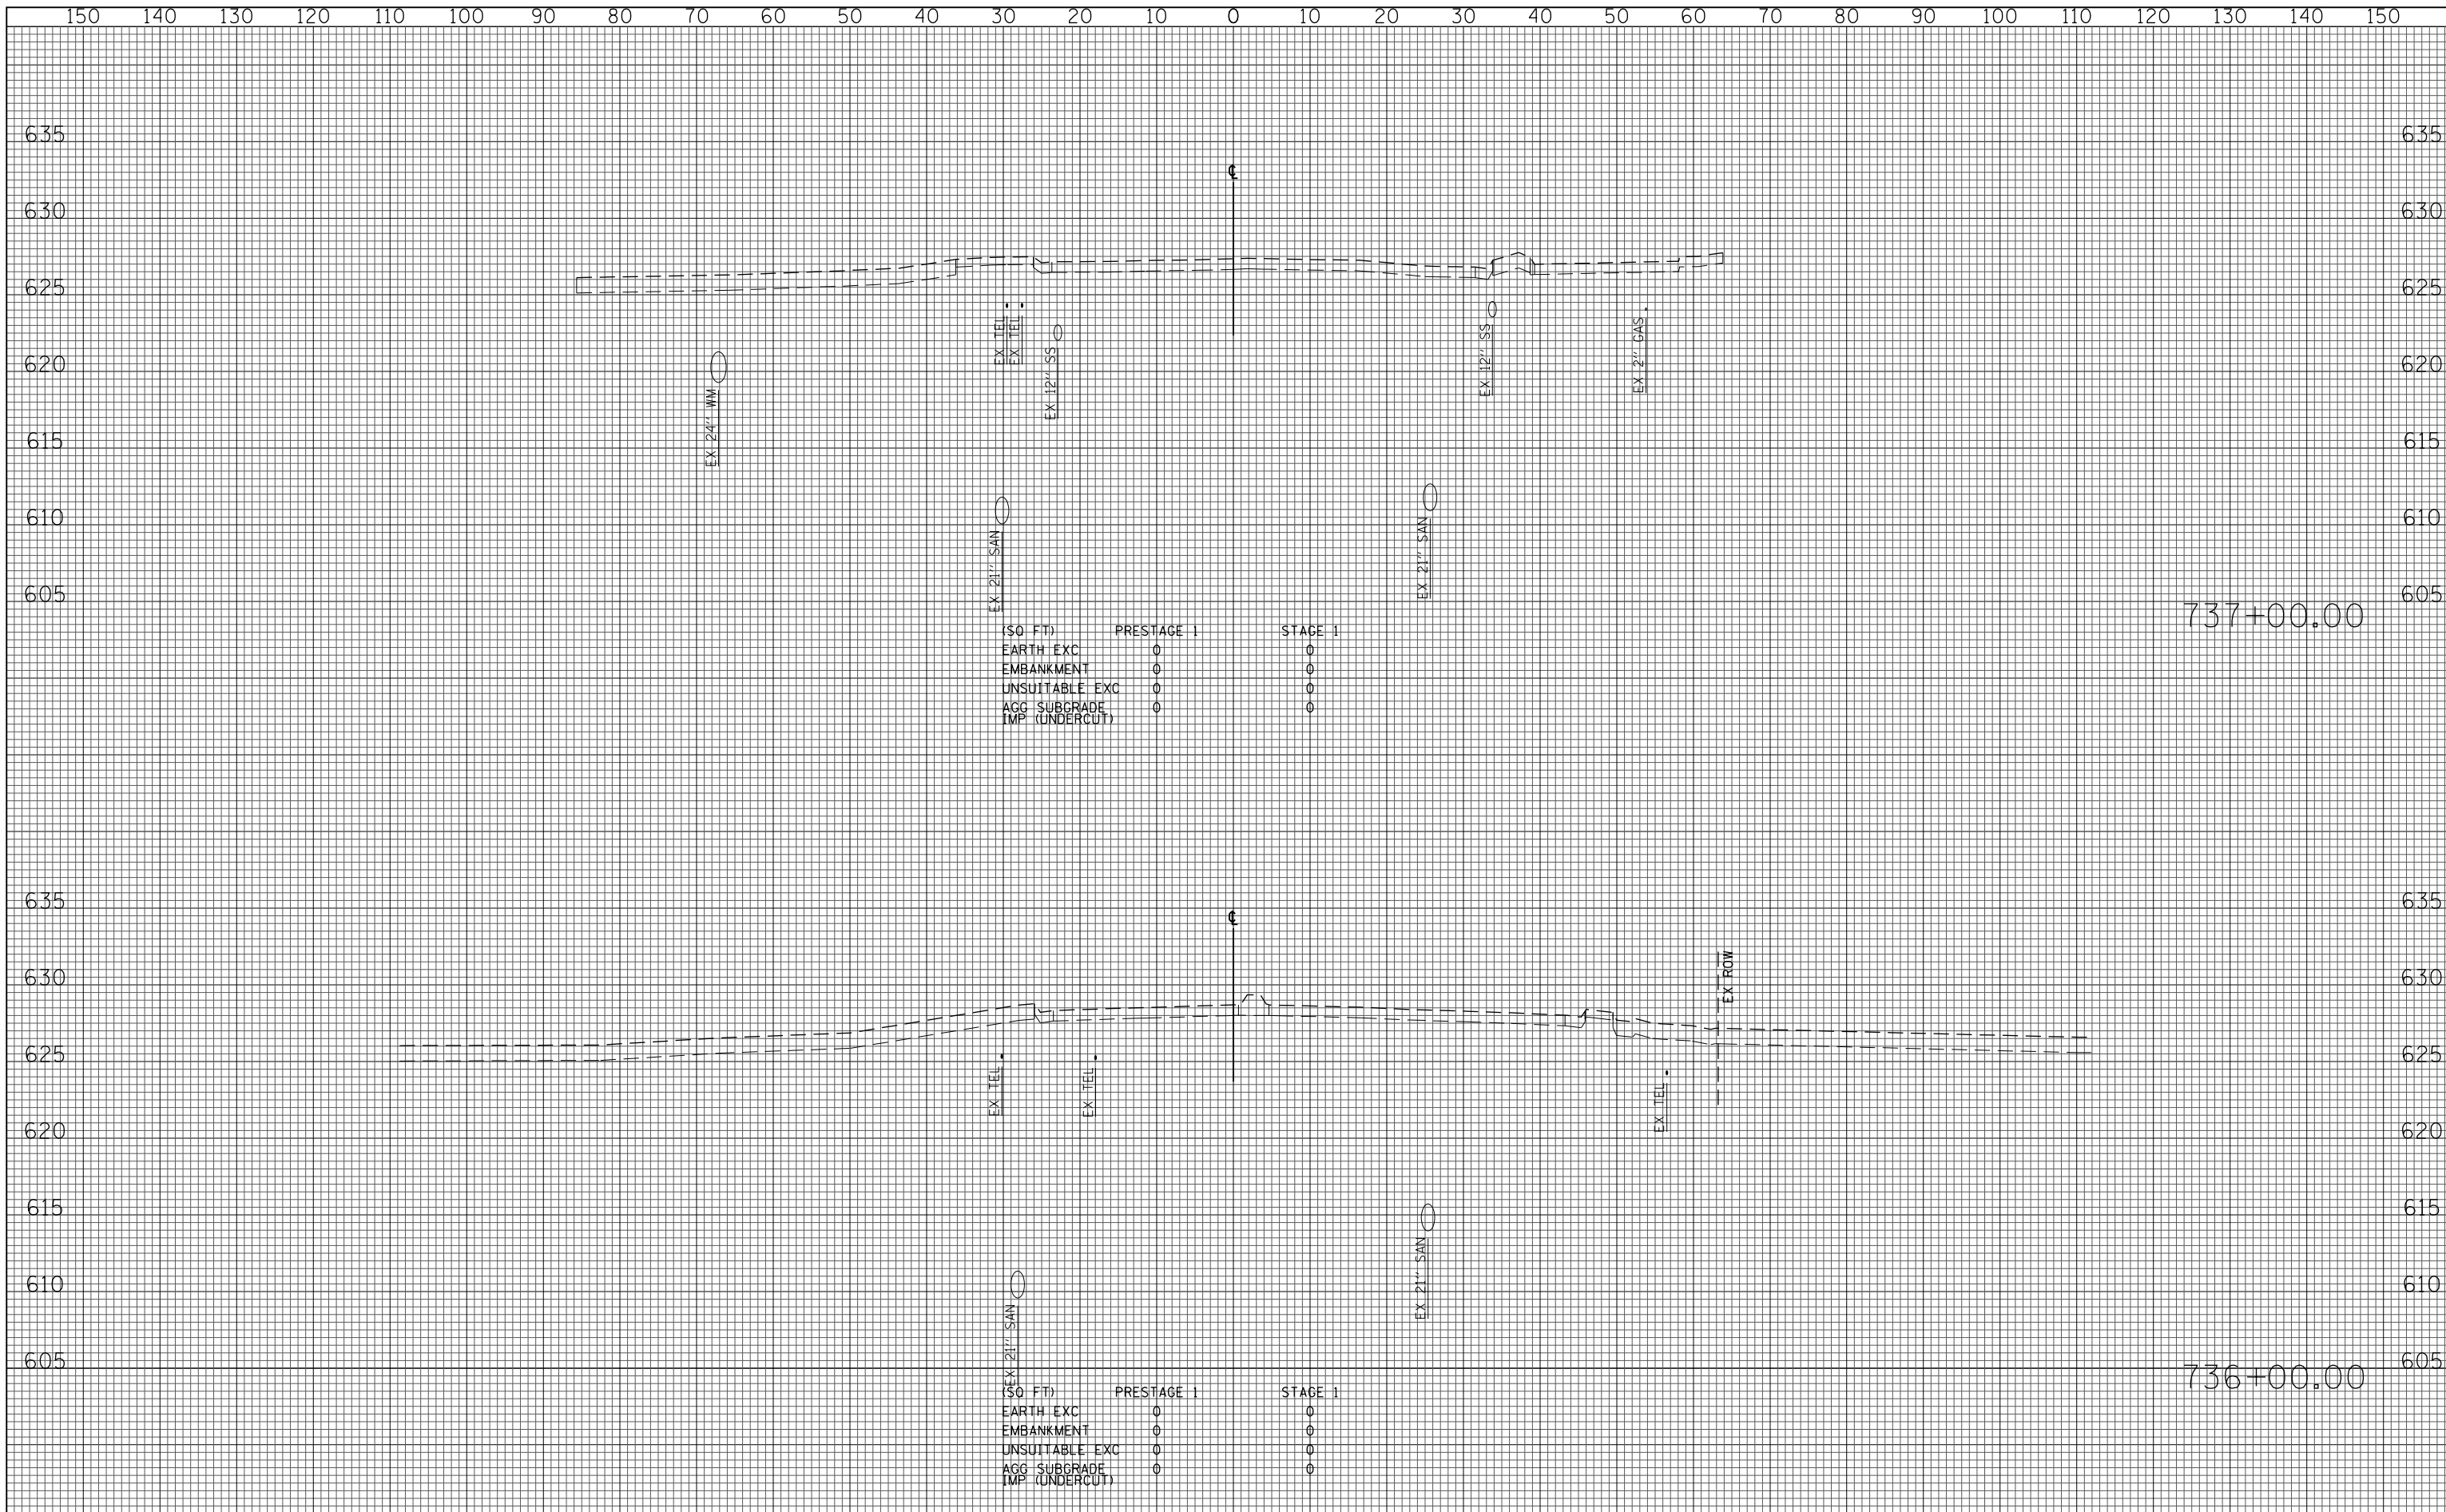 150 140 130 120 110 100 90 80 70 60 50 40 30 20 10 0 10 20 30 40 50 60 70 80 90 100 110 120 130 140 150
635 635
℄
630 630
625 625
EX TEL
EX TEL
EX 12" SS
EX 12" SS
EX 2" GAS
620 620
EX 24" WM
615 615
610 610
EX 21" SAN
EX 21" SAN
605 605
737+00.00
(SQ FT) PRESTAGE 1 STAGE 1
EARTH EXC 0 0
EMBANKMENT 0 0
UNSUITABLE EXC 0 0
AGG SUBGRADE 0 0
IMP (UNDERCUT)
635 635
℄
630 630
EX ROW
625 625
EX TEL
EX TEL
EX TEL
620 620
615 615
EX 21" SAN
610 610
EX 21" SAN
605 605
736+00.00
(SQ FT) PRESTAGE 1 STAGE 1
EARTH EXC 0 0
EMBANKMENT 0 0
UNSUITABLE EXC 0 0
AGG SUBGRADE 0 0
IMP (UNDERCUT)